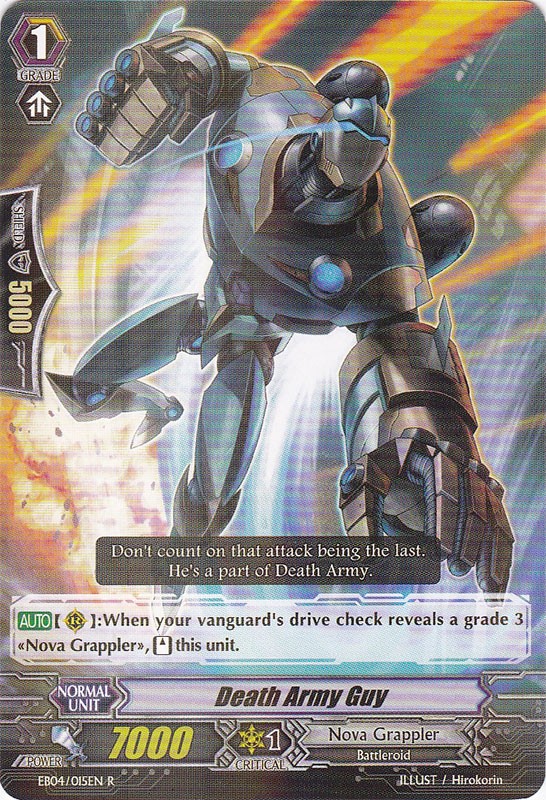 1
GRADE
SHIELD
5000
Don't count on that attack being the last.
He's a part of Death Army.
AUTO【 R 】:When your vanguard's drive check reveals a grade 3
«Nova Grappler», this unit.
NORMAL
UNIT
Death Army Guy
POWER
7000
1
CRITICAL
Nova Grappler
Battleroid
EB04/015EN R
ILLUST / Hirokorin